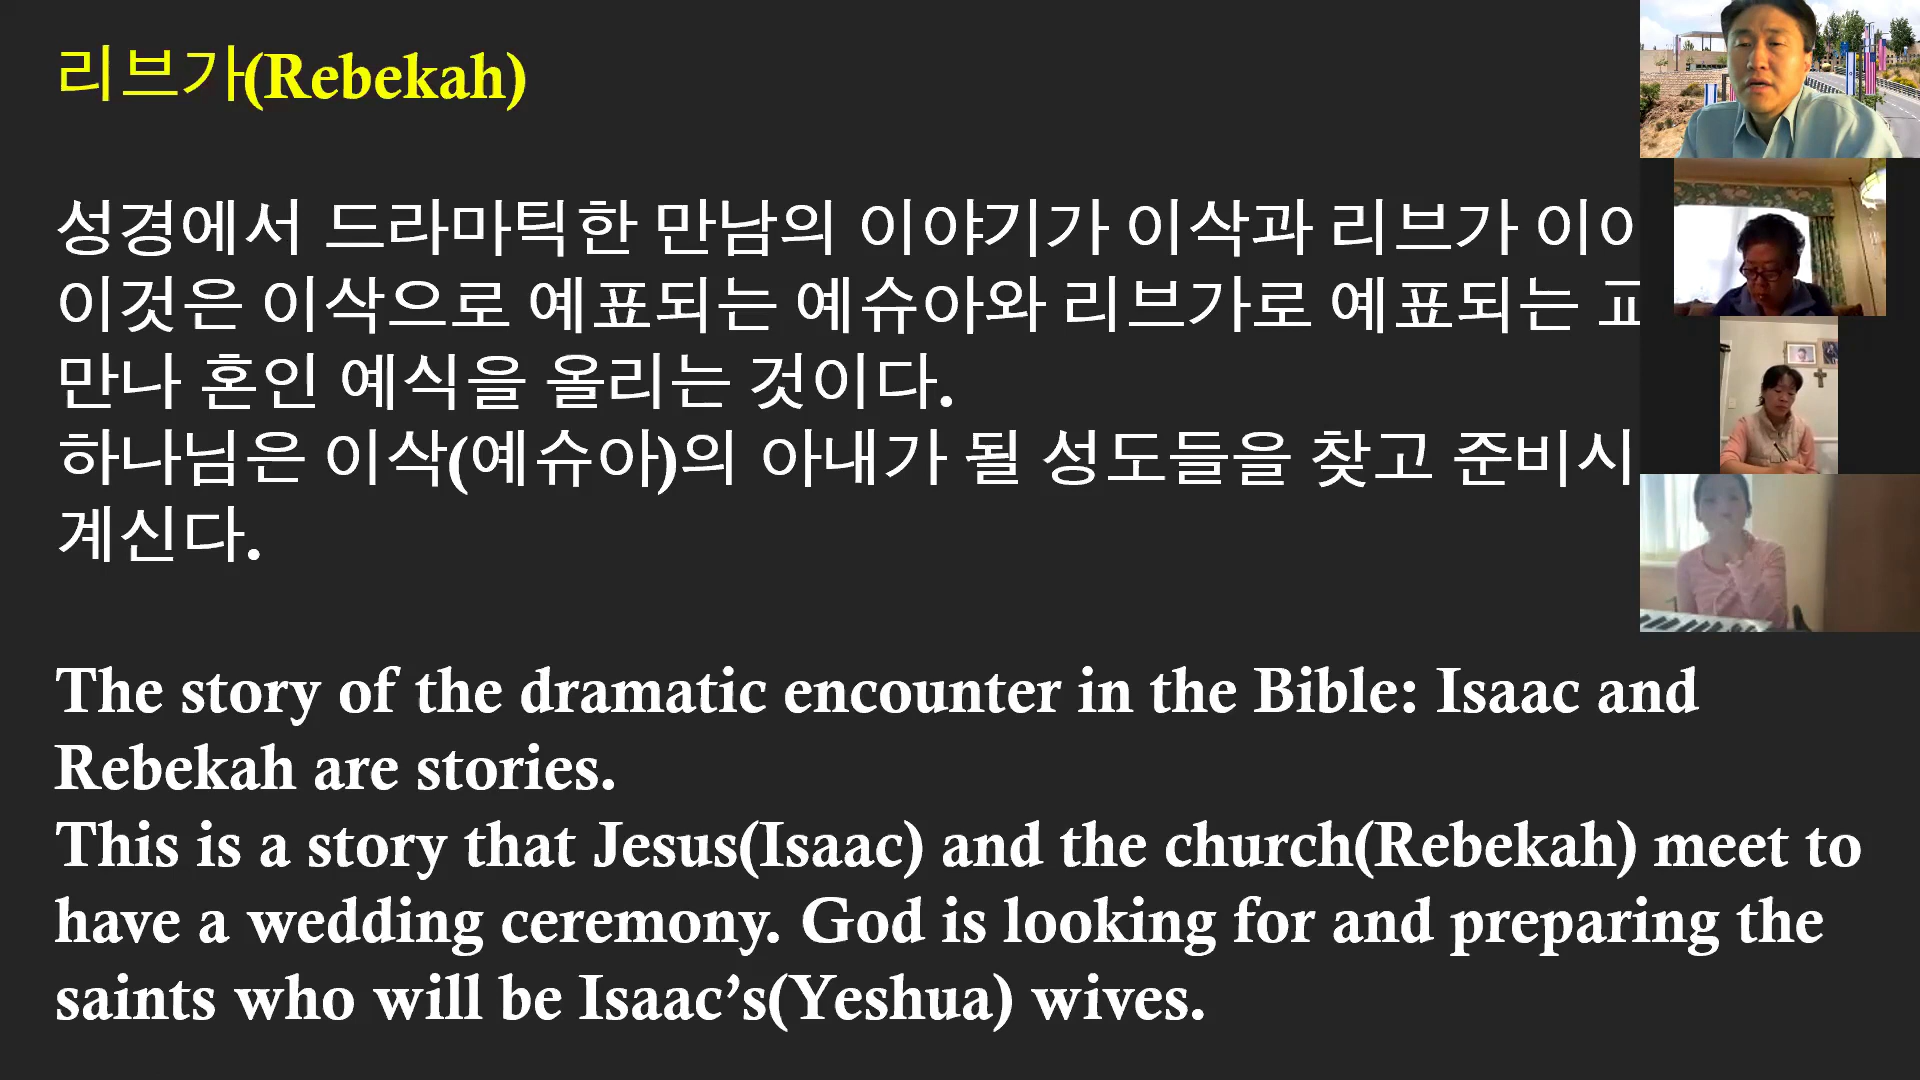 리브가(Rebekah)
성경에서 드라마틱한 만남의 이야기가 이삭과 리브가
이것은 이삭으로 예표되는 예슈아와 리브가로 예표되는
만나 혼인 예식을 올리는 것이다.
하나님은 이삭(예슈아)의 아내가 될 성도들을 찾고 준비시
계신다.
The story of the dramatic encounter in the Bible: Isaac and
Rebekah are stories.
This is a story that Jesus(Isaac) and the church(Rebekah) meet to
have a wedding ceremony. God is looking for and preparing the
saints who will be Isaac’s(Yeshua) wives.